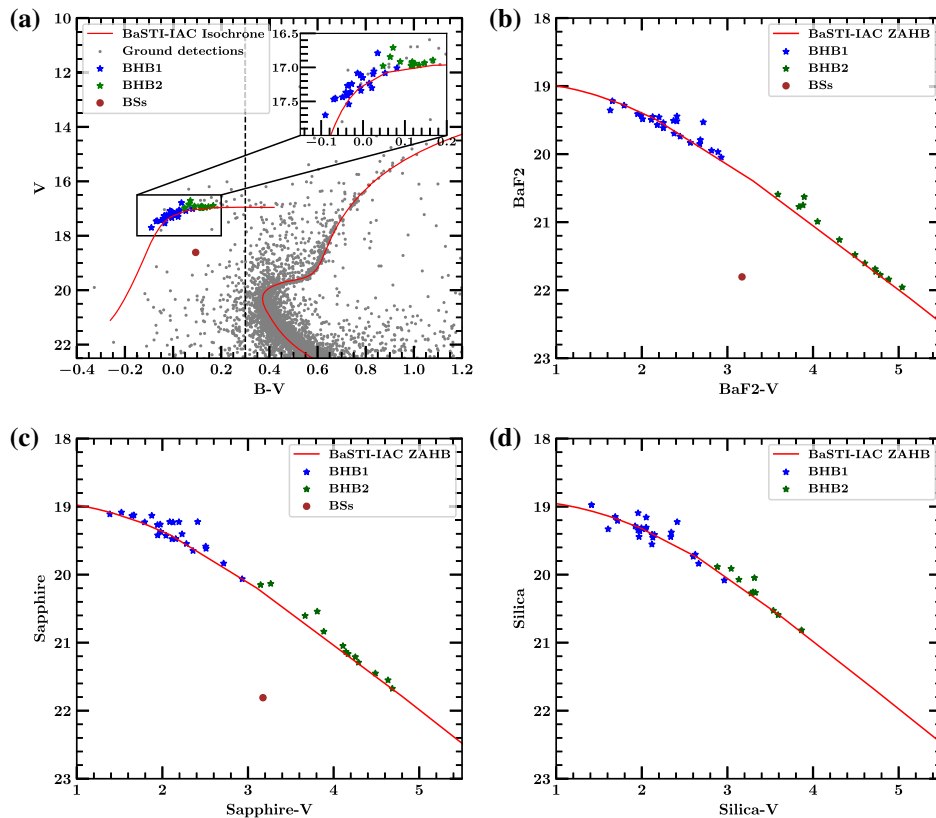 (a)
BaSTI-IAC Isochrone
Ground detections
BHB1
BHB2
BSs
16.5
17.0
17.5
−0.1 0.0 0.1 0.2
10
12
14
16
18
20
22
V
−0.4 −0.2 0.0 0.2 0.4 0.6 0.8 1.0 1.2
B-V
(b)
BaSTI-IAC ZAHB
BHB1
BHB2
BSs
18
19
20
21
22
23
BaF2
1 2 3 4 5
BaF2-V
(c)
BaSTI-IAC ZAHB
BHB1
BHB2
BSs
18
19
20
21
22
23
Sapphire
1 2 3 4 5
Sapphire-V
(d)
BaSTI-IAC ZAHB
BHB1
BHB2
18
19
20
21
22
23
Silica
1 2 3 4 5
Silica-V